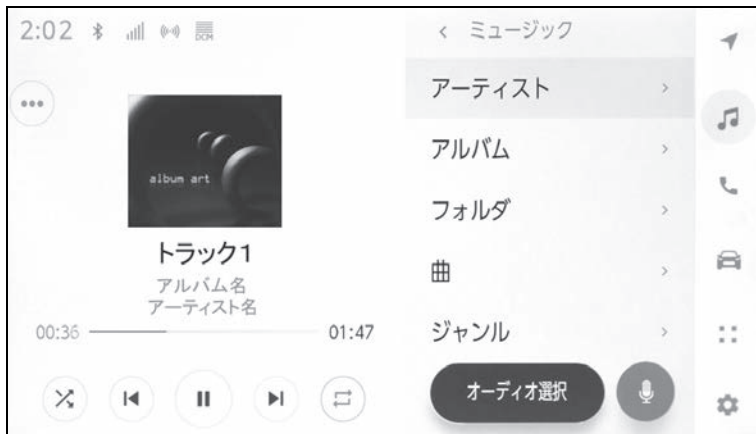 2:02
DCM
album art
トラック1
アルバム名
アーティスト名
00:36
01:47
ミュージック
アーティスト
アルバム
フォルダ
曲
ジャンル
オーディオ選択